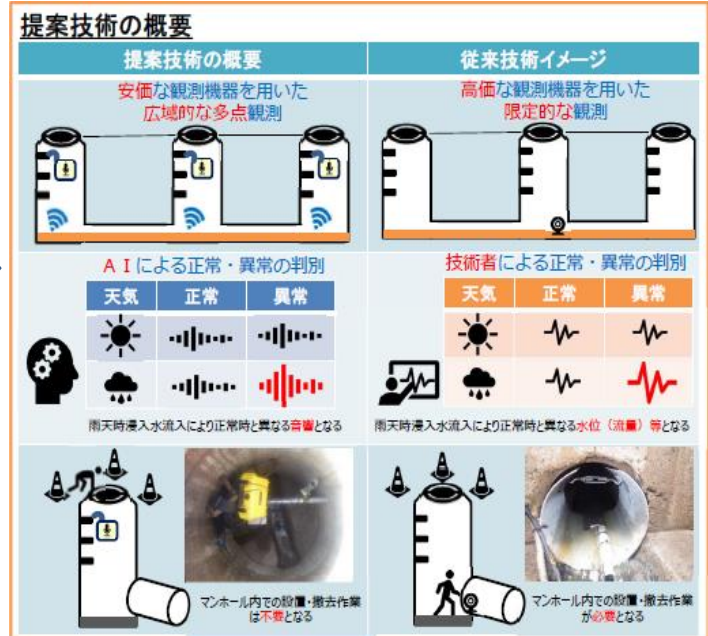 提案技術の概要
提案技術の概要
従来技術イメージ
安価な観測機器を用いた
広域的な多点観測
高価な観測機器を用いた
限定的な観測
AIによる正常・異常の判別
天気 正常 異常
雨天時浸入水流入により正常時と異なる音響となる
技術者による正常・異常の判別
天気 正常 異常
雨天時浸入水流入により正常時と異なる水位（流量）等となる
マンホール内での設置・撤去作業
は不要となる
マンホール内での設置・撤去作業
が必要となる